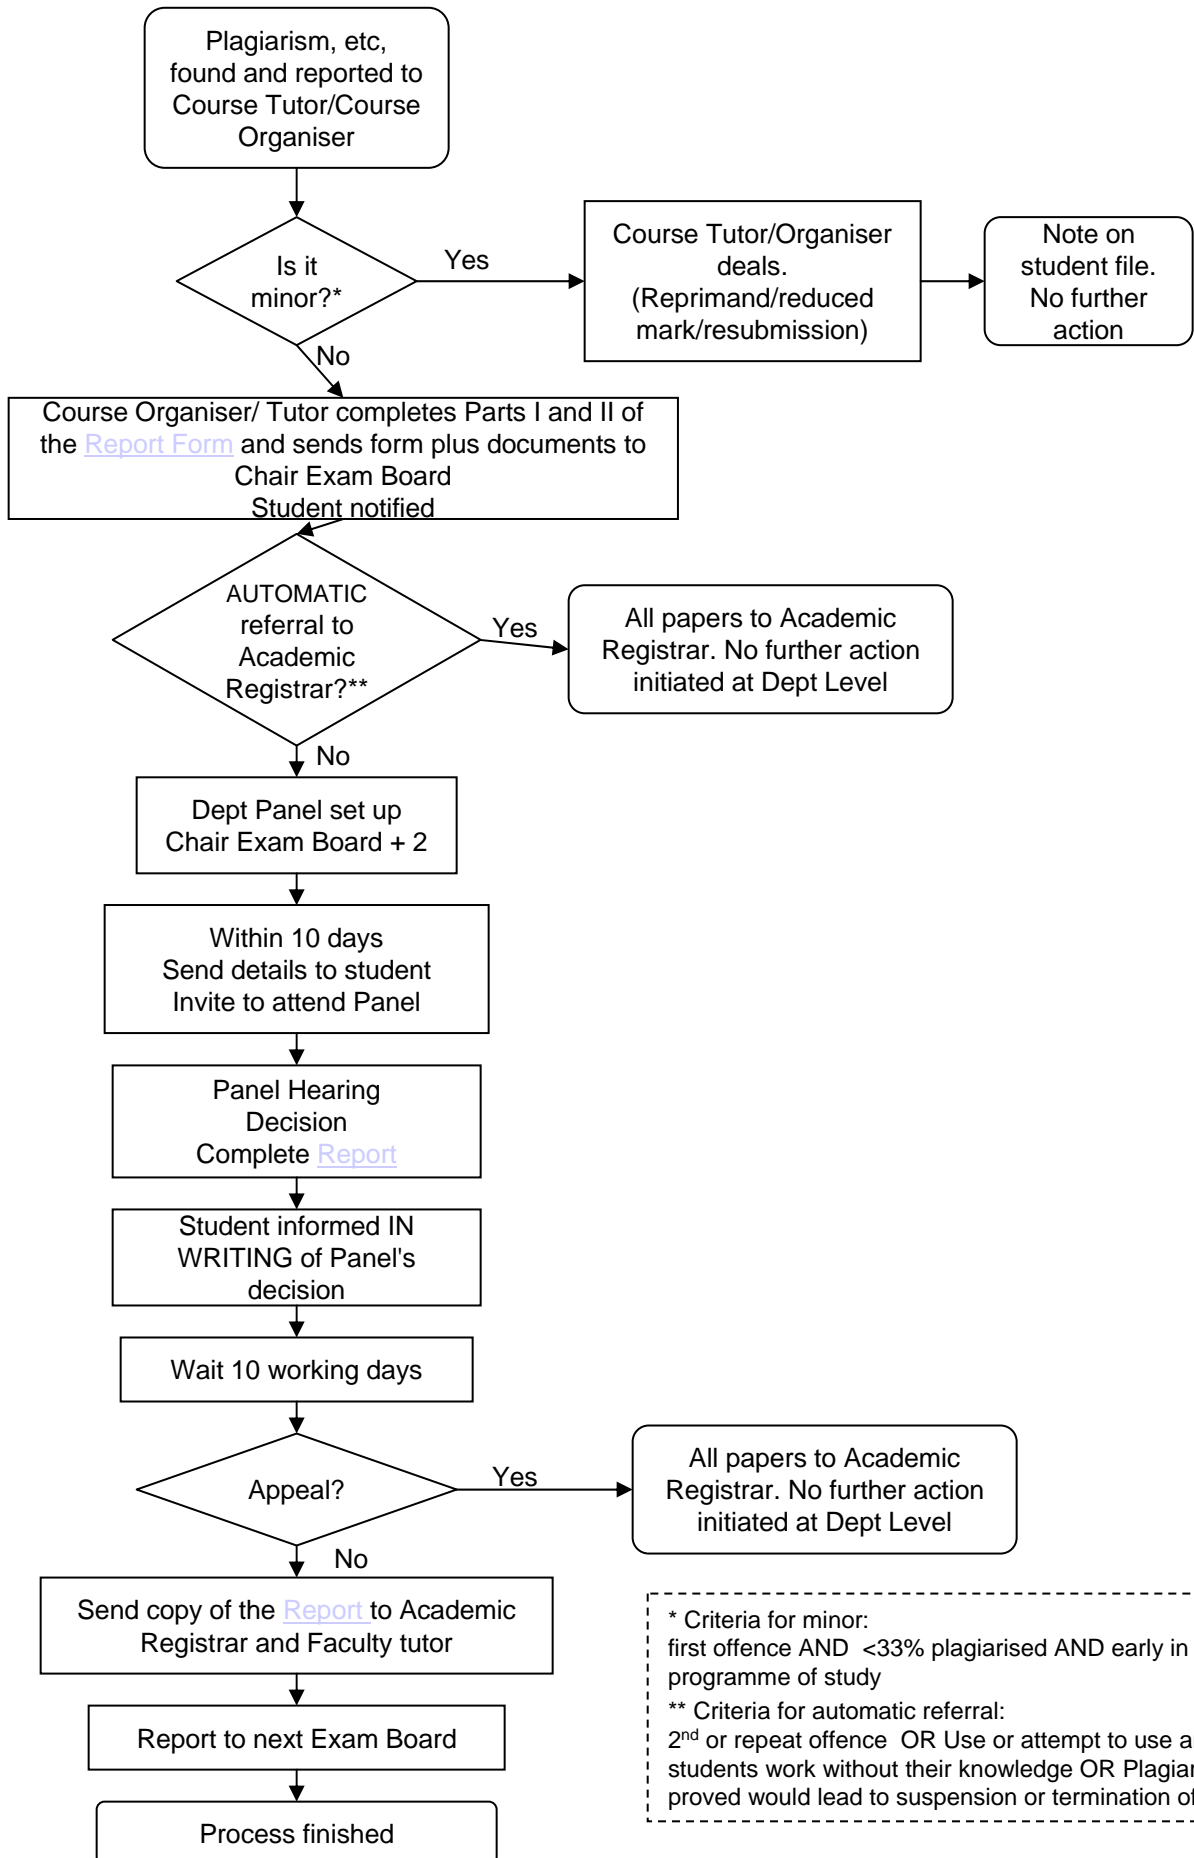 Plagiarism, etc,
found and reported to
Course Tutor/Course
Organiser
Is it
minor?*
Yes
Course Tutor/Organiser
deals.
(Reprimand/reduced
mark/resubmission)
Note on
student file.
No further
action
No
Course Organiser/ Tutor completes Parts I and II of
the Report Form and sends form plus documents to
Chair Exam Board
Student notified
AUTOMATIC
referral to
Academic
Registrar?**
Yes
All papers to Academic
Registrar. No further action
initiated at Dept Level
No
Dept Panel set up
Chair Exam Board + 2
Within 10 days
Send details to student
Invite to attend Panel
Panel Hearing
Decision
Complete Report
Student informed IN
WRITING of Panel's
decision
Wait 10 working days
Appeal?
Yes
All papers to Academic
Registrar. No further action
initiated at Dept Level
No
Send copy of the Report to Academic
Registrar and Faculty tutor
Report to next Exam Board
Process finished
* Criteria for minor:
first offence AND <33% plagiarised AND early in
programme of study
** Criteria for automatic referral:
2nd or repeat offence OR Use or attempt to use
students work without their knowledge OR
proved would lead to suspension or termination